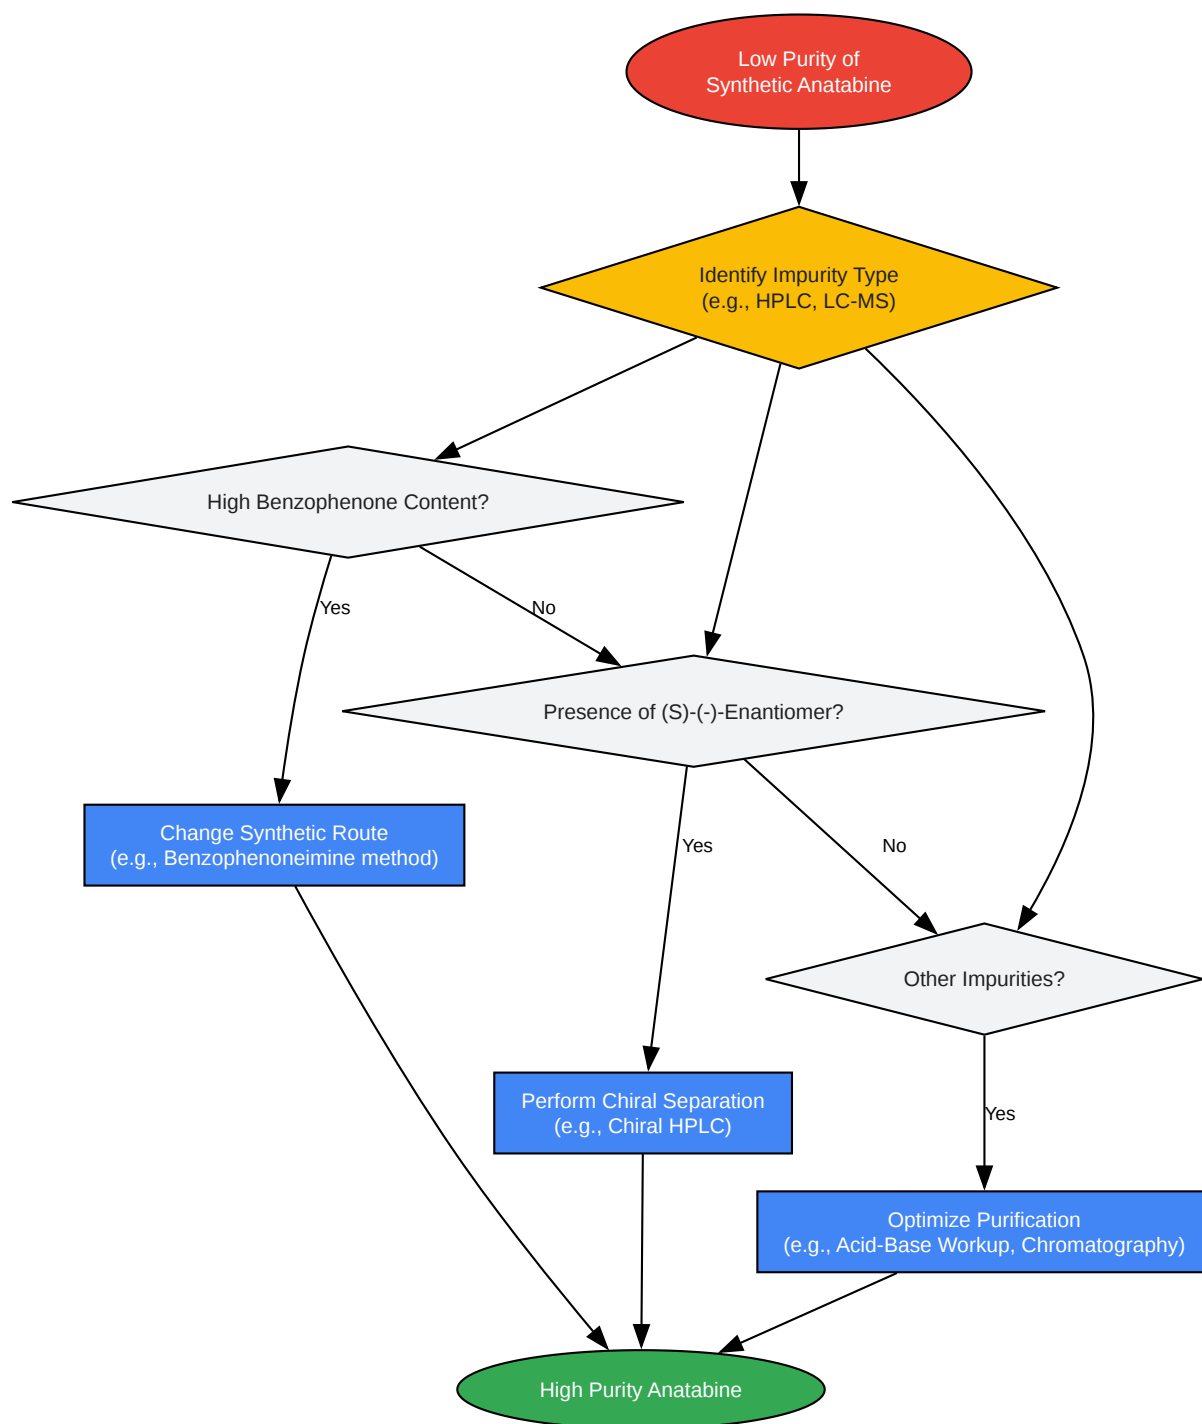 Low Purity of
Synthetic Anatabine
Identify Impurity Type
(e.g., HPLC, LC-MS)
High Benzophenone Content?
Yes
No
Presence of (S)-(-)-Enantiomer?
Change Synthetic Route
(e.g., Benzophenoneimine method)
Yes
No
Other Impurities?
Perform Chiral Separation
(e.g., Chiral HPLC)
Yes
Optimize Purification
(e.g., Acid-Base Workup, Chromatography)
High Purity Anatabine